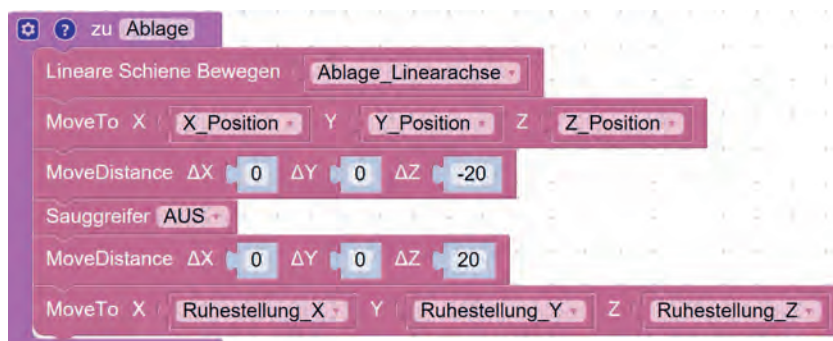 ? zu Ablage
Lineare Schiene Bewegen Ablage_Linearachse
MoveTo X X_Position Y Y_Position Z Z_Position
MoveDistance ΔX 0 ΔY 0 ΔZ -20
Sauggreifer AUS
MoveDistance ΔX 0 ΔY 0 ΔZ 20
MoveTo X Ruhestellung_X Y Ruhestellung_Y Z Ruhestellung_Z